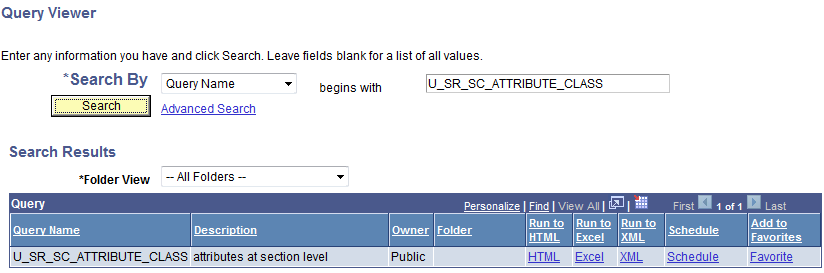 Query Viewer
Enter any information you have and click Search. Leave fields blank for a list of all values.
*Search By Query Name begins with U_SR_SC_ATTRIBUTE_CLASS
Search Advanced Search
Search Results
*Folder View -- All Folders --
Query Personalize | Find | View All | | First 1 of 1 Last
Query Name Description Owner Folder Run to HTML Run to Excel Run to XML Schedule Add to Favorites
U_SR_SC_ATTRIBUTE_CLASS attributes at section level Public HTML Excel XML Schedule Favorite